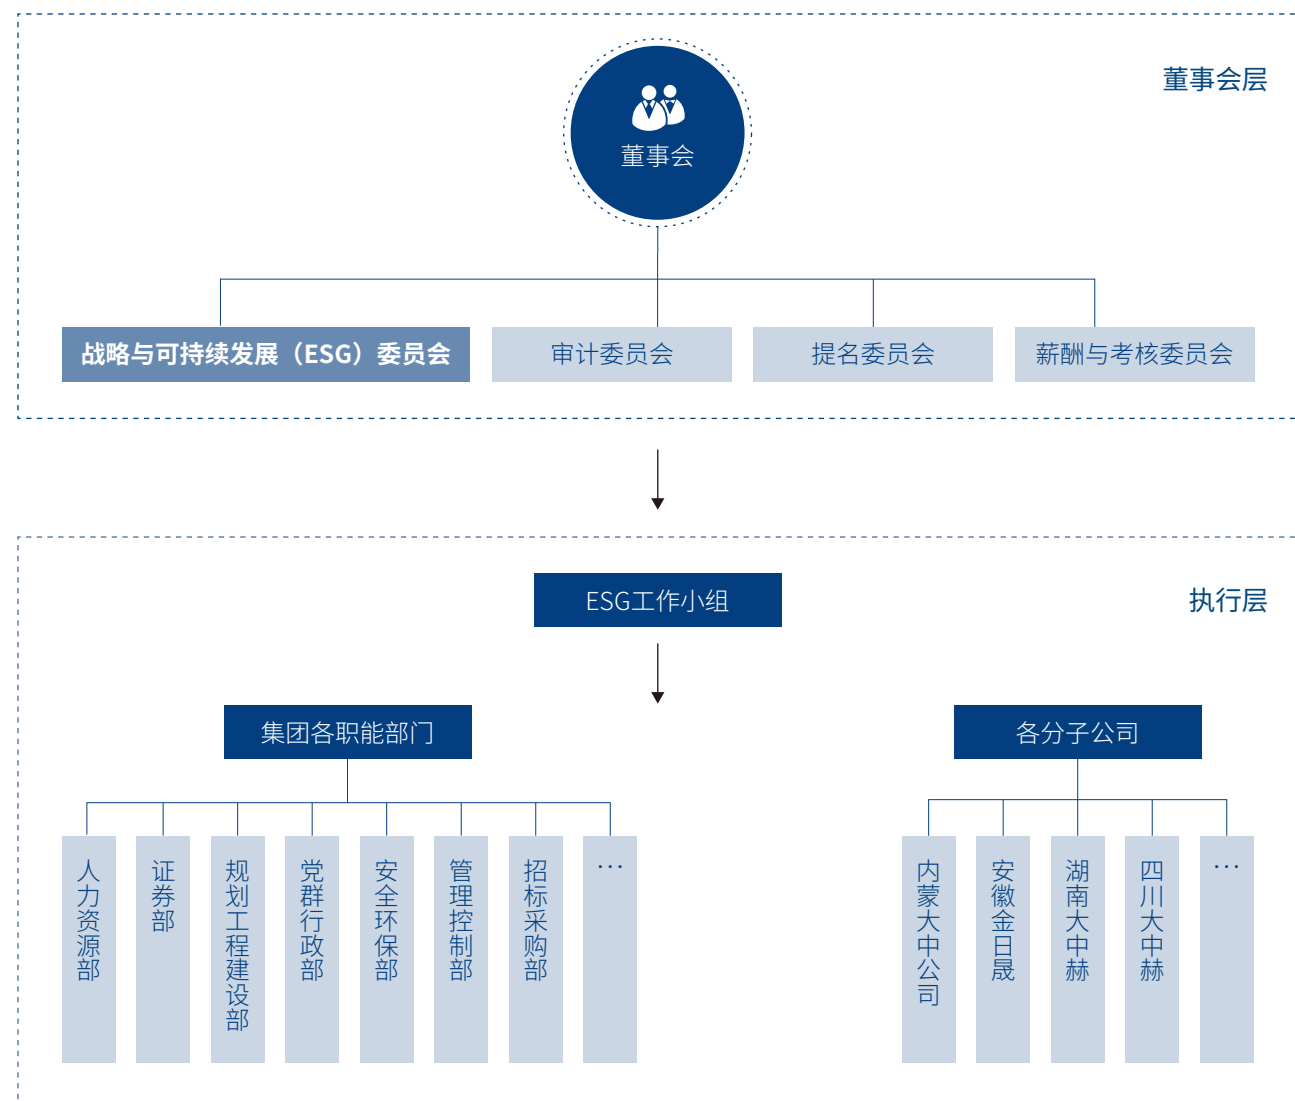 董事会层
董事会
战略与可持续发展（ESG）委员会
审计委员会
提名委员会
薪酬与考核委员会
执行层
ESG工作小组
集团各职能部门
各分子公司
人力资源部
证券部
规划工程建设部
党群行政部
安全环保部
管理控制部
招标采购部
…
内蒙大中公司
安徽金日晟
湖南大中赫
四川大中赫
…